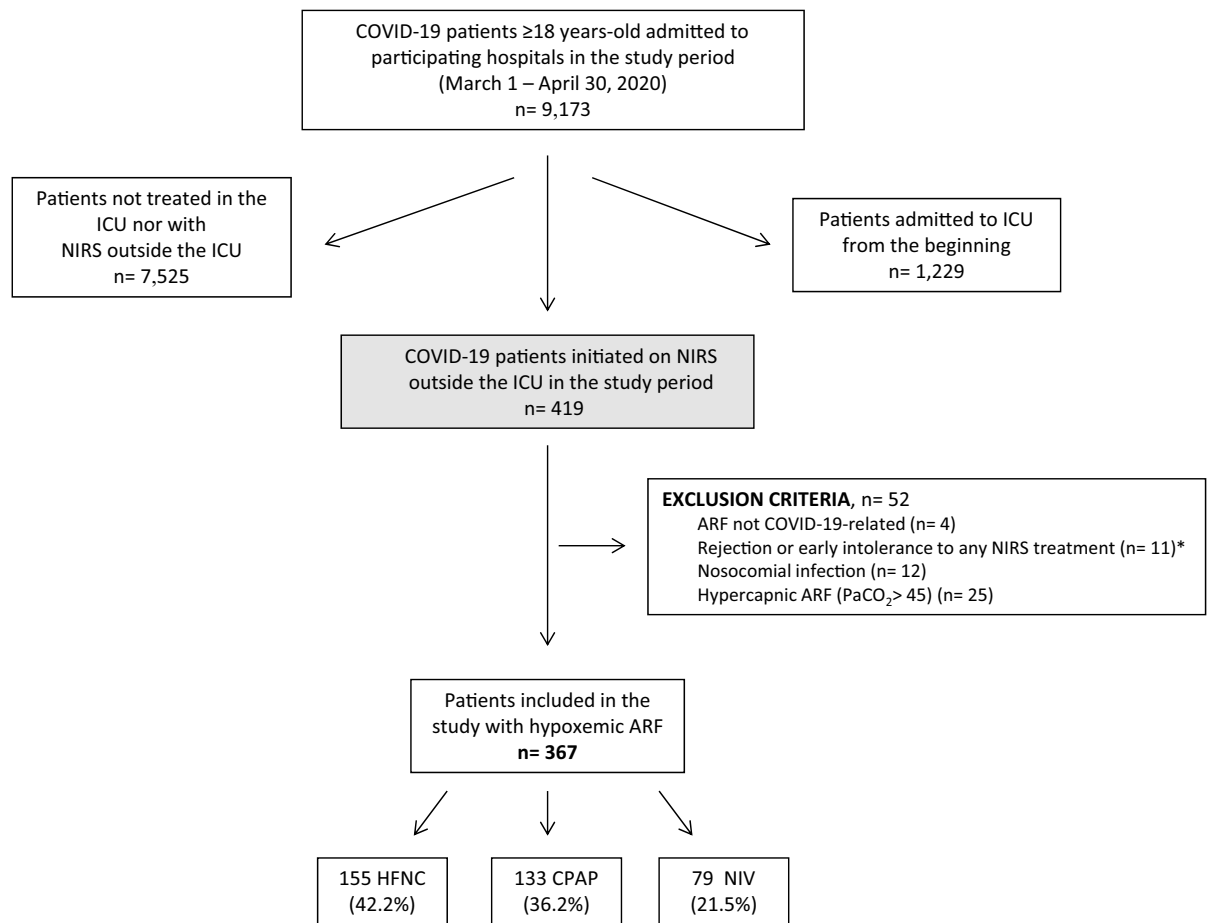 COVID-19 patients ≥18 years-old admitted to
participating hospitals in the study period
(March 1 – April 30, 2020)
n= 9,173
Patients not treated in the
ICU nor with
NIRS outside the ICU
n= 7,525
Patients admitted to ICU
from the beginning
n= 1,229
COVID-19 patients initiated on NIRS
outside the ICU in the study period
n= 419
EXCLUSION CRITERIA, n= 52
ARF not COVID-19-related (n= 4)
Rejection or early intolerance to any NIRS treatment (n= 11)*
Nosocomial infection (n= 12)
Hypercapnic ARF (PaCO₂> 45) (n= 25)
Patients included in the
study with hypoxemic ARF
n= 367
155 HFNC
(42.2%)
133 CPAP
(36.2%)
79 NIV
(21.5%)